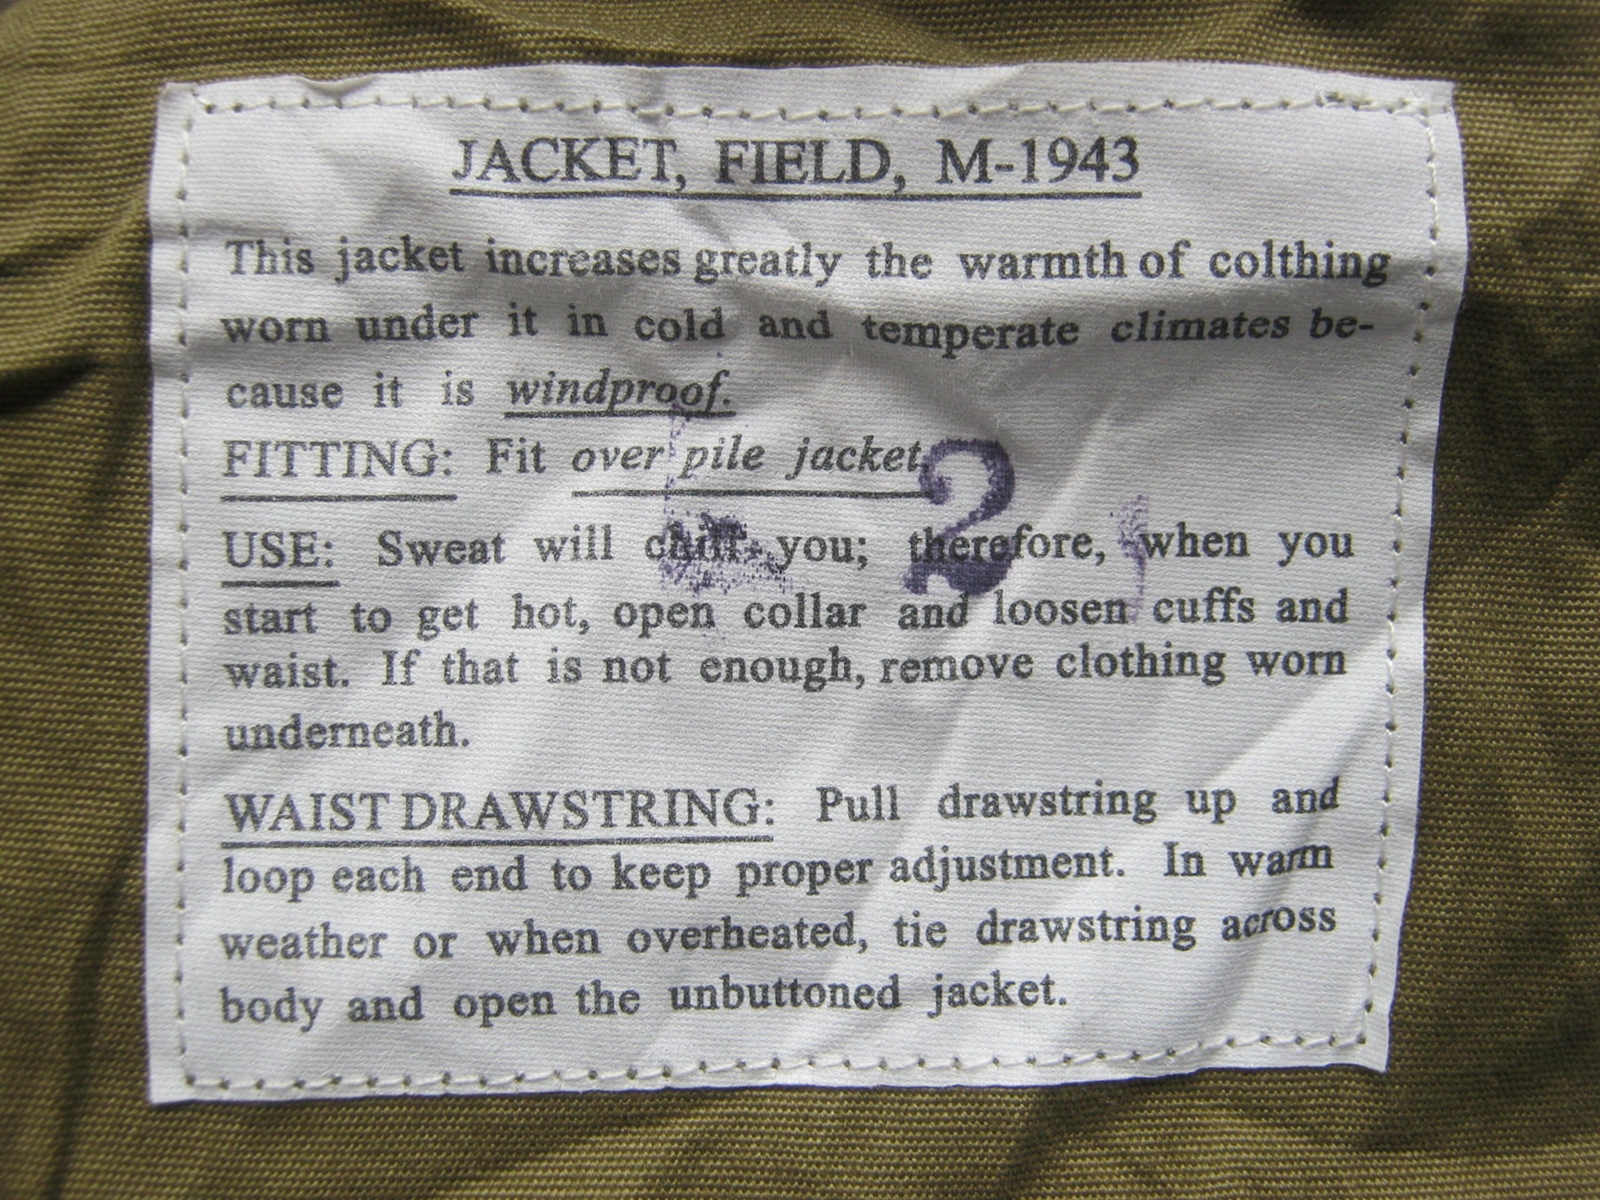 JACKET, FIELD, M-1943
This jacket increases greatly the warmth of colthing
worn under it in cold and temperate climates be-
cause it is windproof.
FITTING: Fit over pile jacket.
2
USE: Sweat will chill you; therefore, when you
start to get hot, open collar and loosen cuffs and
waist. If that is not enough, remove clothing worn
underneath.
WAIST DRAWSTRING: Pull drawstring up and
loop each end to keep proper adjustment. In warm
weather or when overheated, tie drawstring across
body and open the unbuttoned jacket.